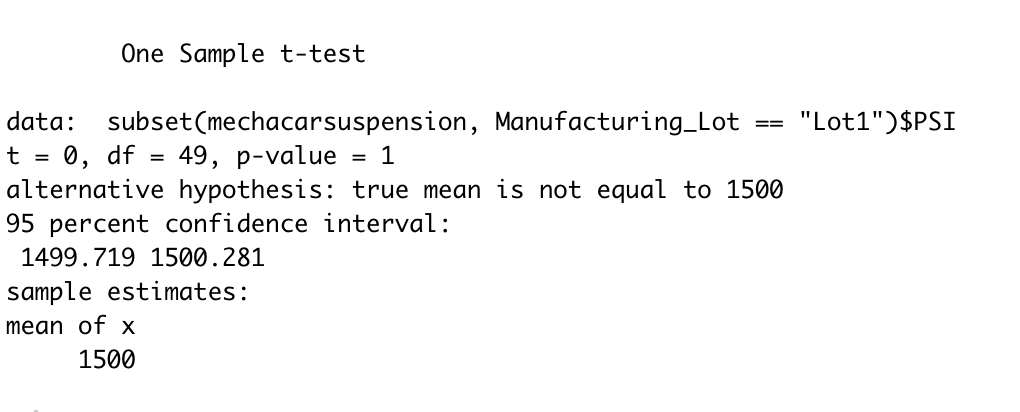 One Sample t-test
data:  subset(mechacarsuspension, Manufacturing_Lot == "Lot1")$PSI
t = 0, df = 49, p-value = 1
alternative hypothesis: true mean is not equal to 1500
95 percent confidence interval:
 1499.719 1500.281
sample estimates:
mean of x
     1500